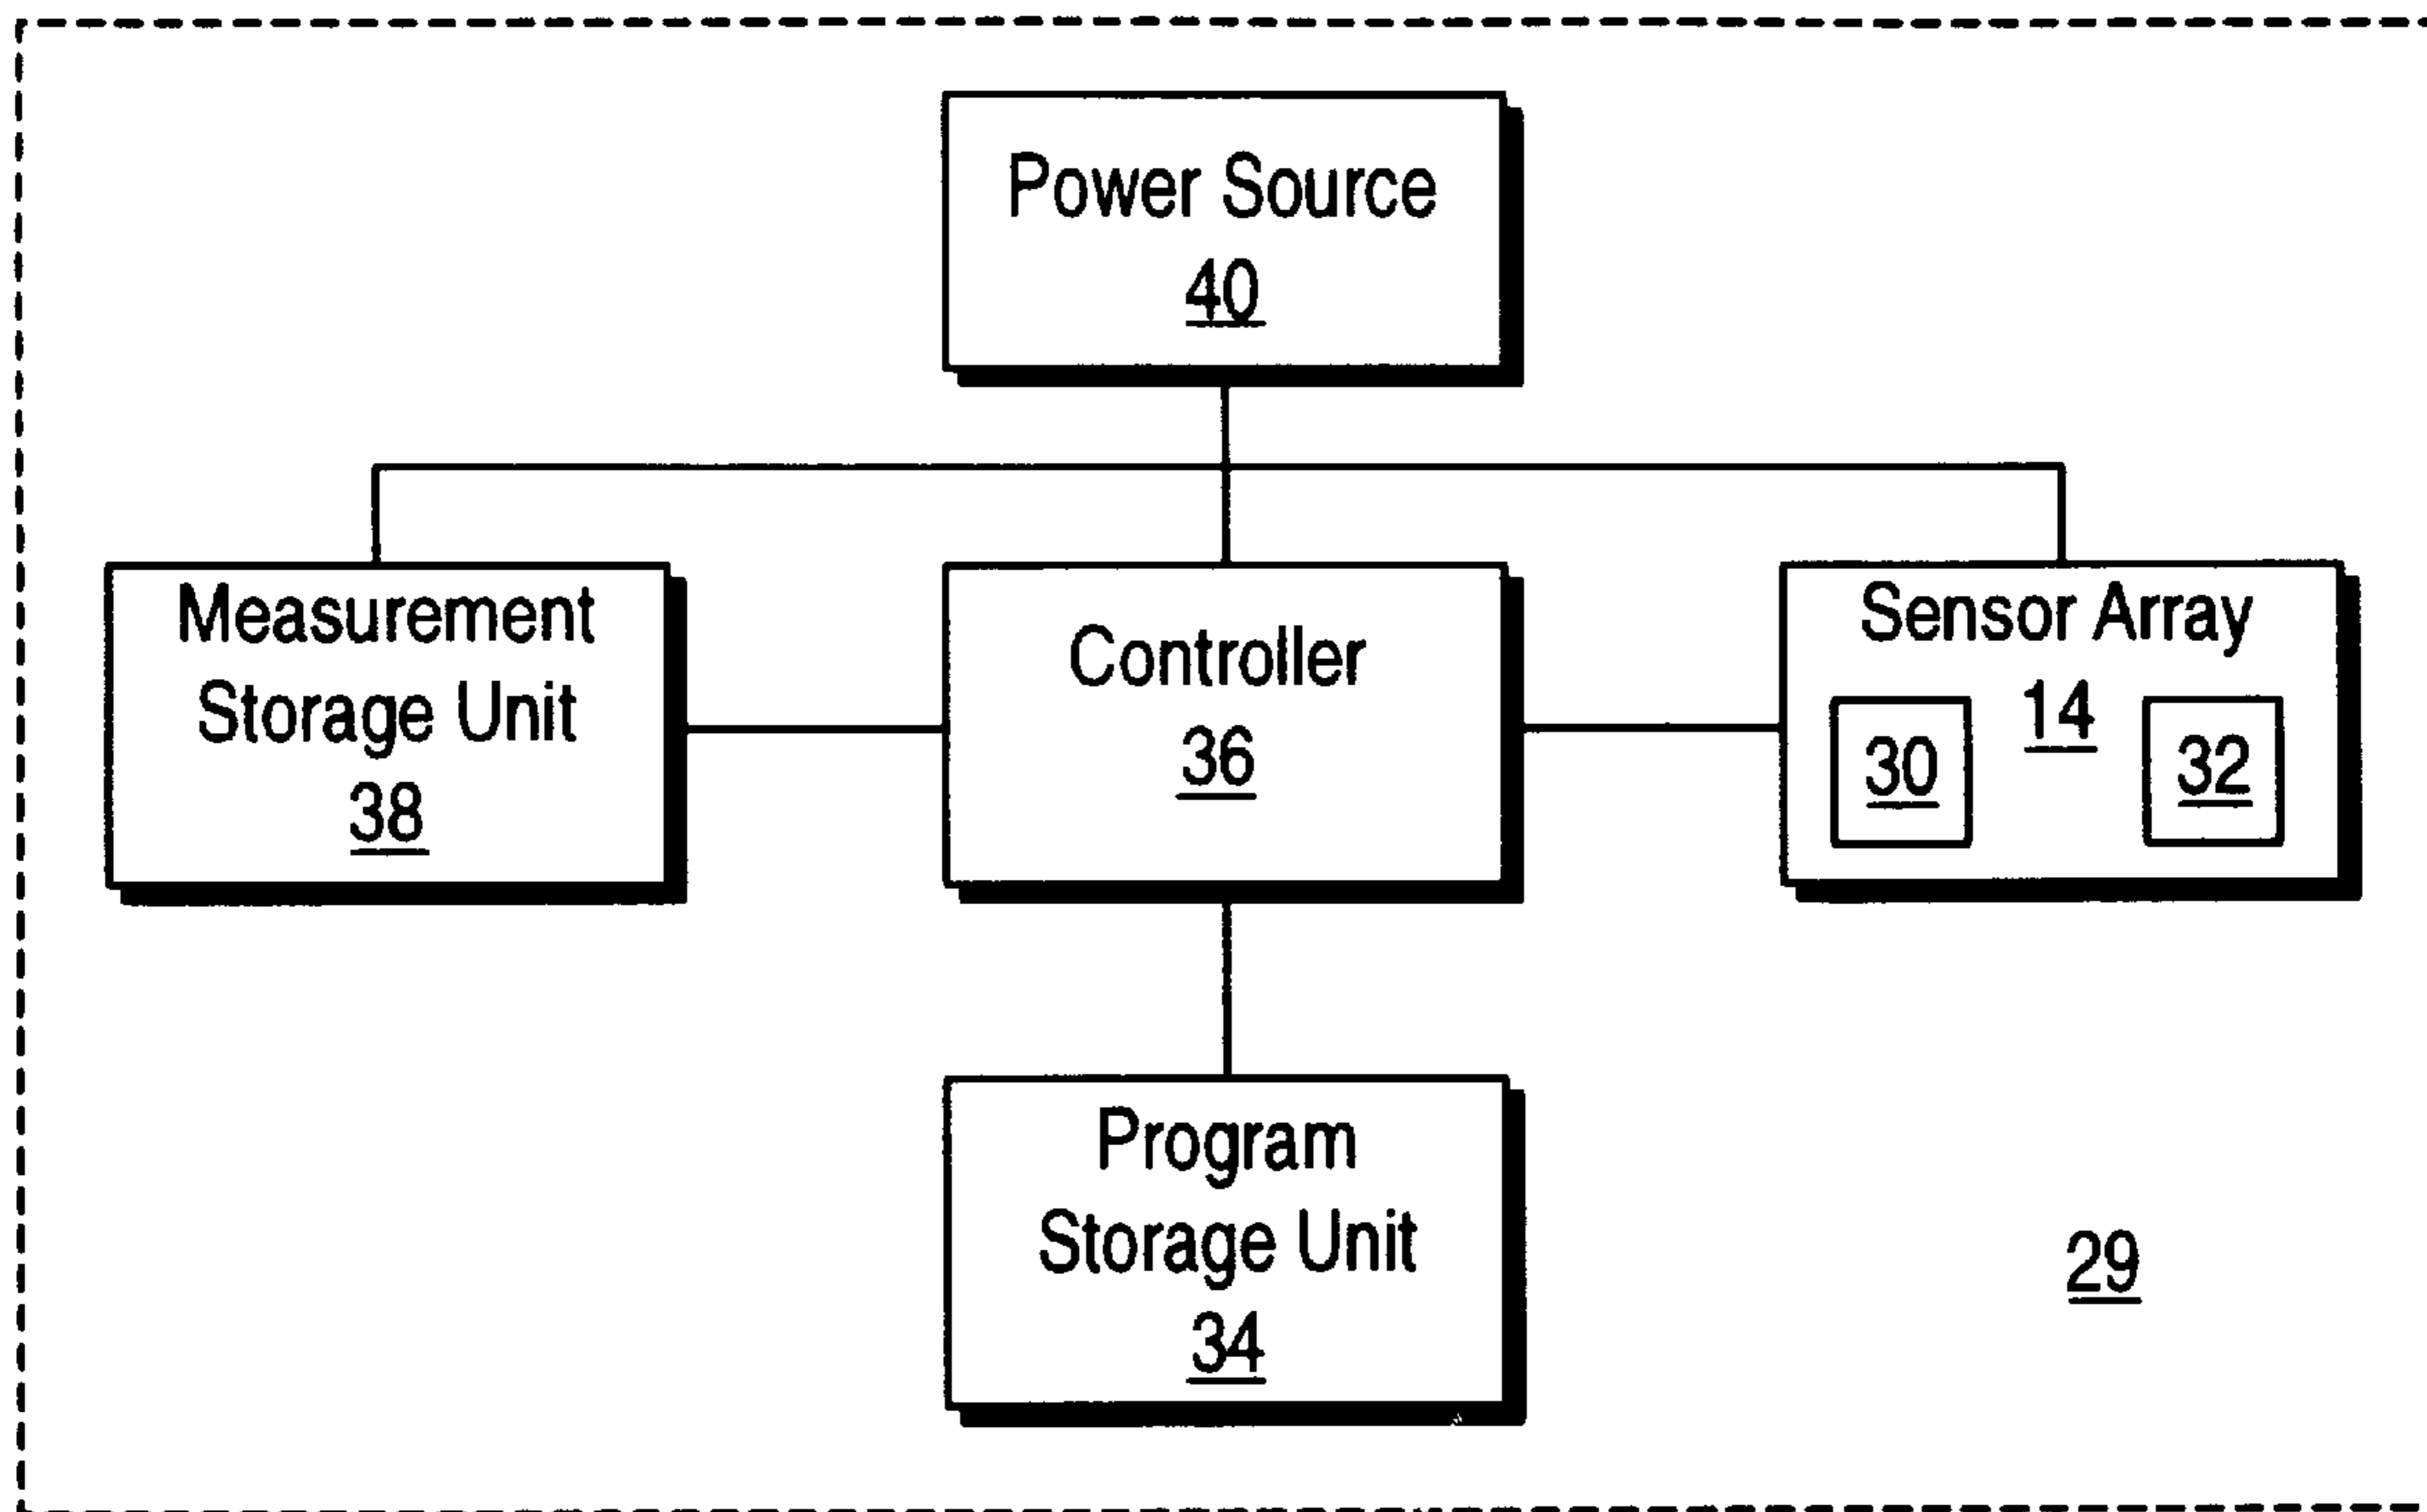 Power Source
40
Measurement
Storage Unit
38
Controller
36
Sensor Array
14
30
32
Program
Storage Unit
34
29